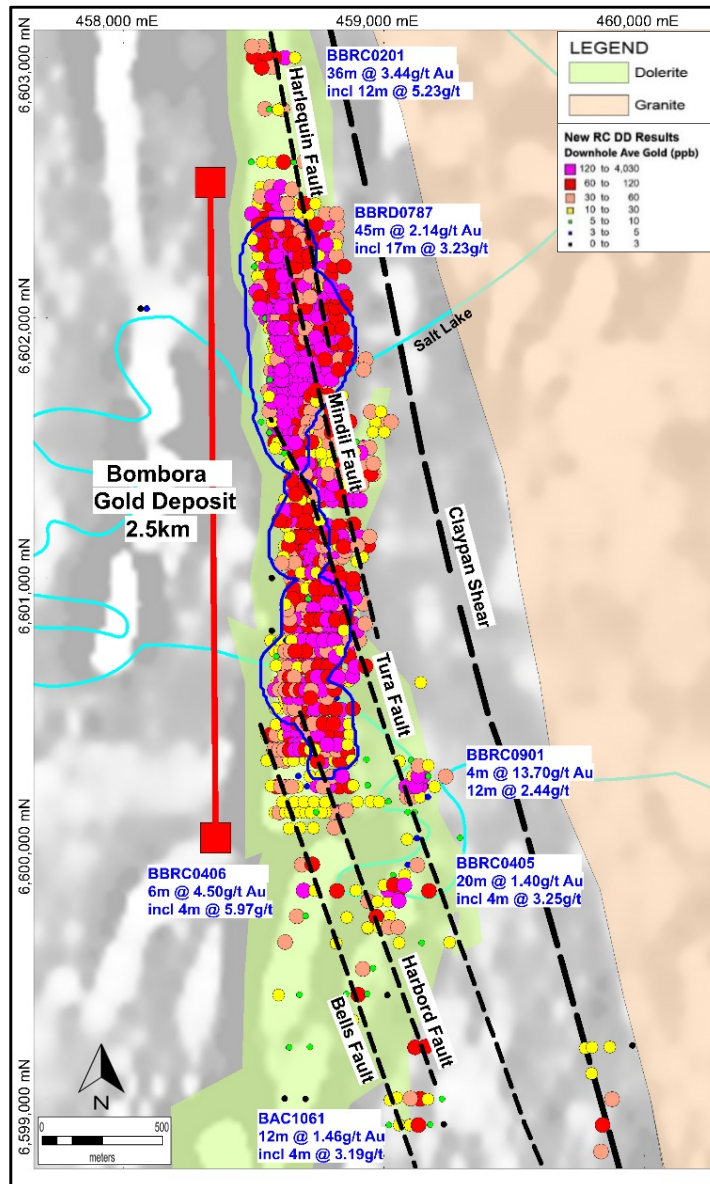 458,000 mE
459,000 mE
460,000 mE
6,603,000 mN
6,602,000 mN
6,601,000 mN
6,600,000 mN
6,599,000 mN
LEGEND
Dolerite
Granite
New RC DD Results
Downhole Ave Gold (ppb)
120 to 4,030
60 to 120
30 to 60
10 to 30
5 to 10
3 to 5
0 to 3
BBRC0201
36m @ 3.44g/t Au
incl 12m @ 5.23g/t
Harlequin Fault
BBRD0787
45m @ 2.14g/t Au
incl 17m @ 3.23g/t
Salt Lake
Mindil Fault
Bombora
Gold Deposit
2.5km
Claypan Shear
Tura Fault
BBRC0901
4m @ 13.70g/t Au
12m @ 2.44g/t
BBRC0406
6m @ 4.50g/t Au
incl 4m @ 5.97g/t
BBRC0405
20m @ 1.40g/t Au
incl 4m @ 3.25g/t
Harbord Fault
Bells Fault
BAC1061
12m @ 1.46g/t Au
incl 4m @ 3.19g/t
N
0 500
meters